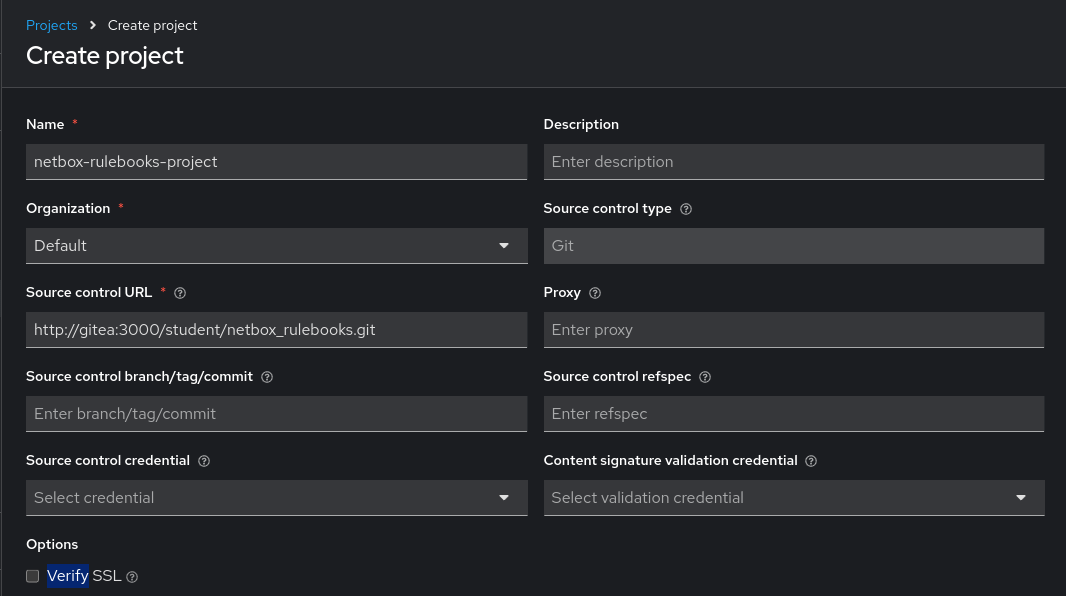 Projects > Create project
Create project
Name *
Description
netbox-rulebooks-project
Enter description
Organization *
Source control type
Default
Git
Source control URL *
Proxy
http://gitea:3000/student/netbox_rulebooks.git
Enter proxy
Source control branch/tag/commit
Source control refspec
Enter branch/tag/commit
Enter refspec
Source control credential
Content signature validation credential
Select credential
Select validation credential
Options
Verify SSL